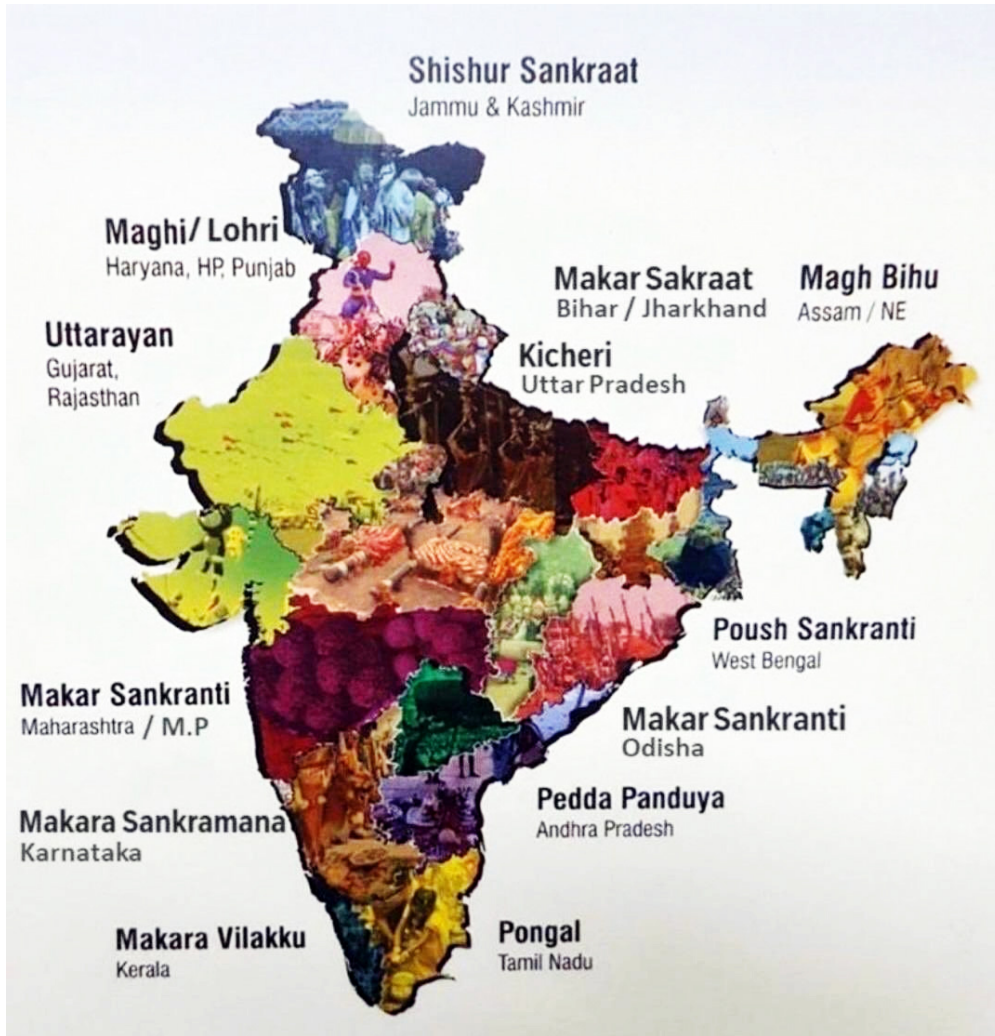 Shishur Sankraat
Jammu & Kashmir
Maghi/ Lohri
Haryana, HP, Punjab
Makar Sakraat
Bihar / Jharkhand
Magh Bihu
Assam / NE
Uttarayan
Gujarat,
Rajasthan
Kicheri
Uttar Pradesh
Poush Sankranti
West Bengal
Makar Sankranti
Maharashtra / M.P
Makar Sankranti
Odisha
Pedda Panduya
Andhra Pradesh
Makara Sankramana
Karnataka
Makara Vilakku
Kerala
Pongal
Tamil Nadu